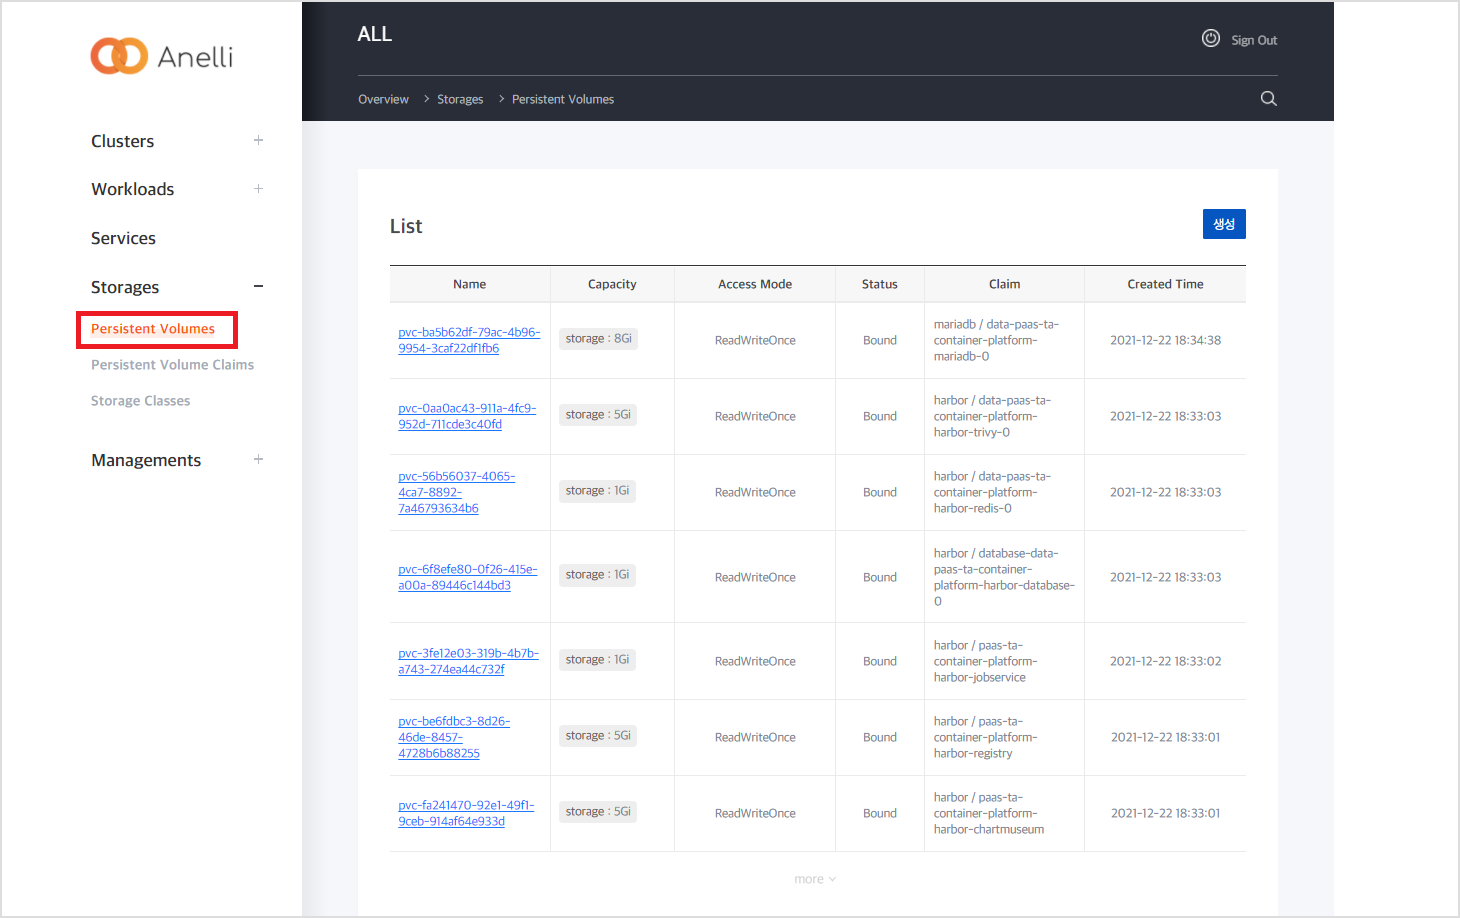 Anelli
Clusters
Workloads
Services
Storages
Persistent Volumes
Persistent Volume Claims
Storage Classes
Managements
ALL
Sign Out
Overview > Storages > Persistent Volumes
List
생성
Name Capacity Access Mode Status Claim Created Time
pvc-ba5b62df-79ac-4b96-
9954-3caf22df1fb6
storage : 8Gi
ReadWriteOnce
Bound
mariadb / data-paas-ta-
container-platform-
mariadb-0
2021-12-22 18:34:38
pvc-0aa0ac43-911a-4fc9-
952d-711cde3c40fd
storage : 5Gi
ReadWriteOnce
Bound
harbor / data-paas-ta-
container-platform-
harbor-trivy-0
2021-12-22 18:33:03
pvc-56b56037-4065-
4ca7-8892-
7a46793634b6
storage : 1Gi
ReadWriteOnce
Bound
harbor / data-paas-ta-
container-platform-
harbor-redis-0
2021-12-22 18:33:03
pvc-6f8efe80-0f26-415e-
a00a-89446c144bd3
storage : 1Gi
ReadWriteOnce
Bound
harbor / database-data-
paas-ta-container-
platform-harbor-database-
0
2021-12-22 18:33:03
pvc-3fe12e03-319b-4b7b-
a743-274ea44c732f
storage : 1Gi
ReadWriteOnce
Bound
harbor / paas-ta-
container-platform-
harbor-jobservice
2021-12-22 18:33:02
pvc-be6fdbc3-8d26-
46de-8457-
4728b6b88255
storage : 5Gi
ReadWriteOnce
Bound
harbor / paas-ta-
container-platform-
harbor-registry
2021-12-22 18:33:01
pvc-fa241470-92e1-49f1-
9ceb-914af64e933d
storage : 5Gi
ReadWriteOnce
Bound
harbor / paas-ta-
container-platform-
harbor-chartmuseum
2021-12-22 18:33:01
more